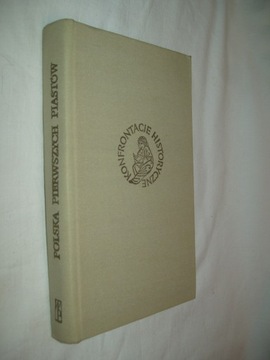 POLSKA PIERWSZYCH PIASTÓW
KONFRONTACJE HISTORYCZNE